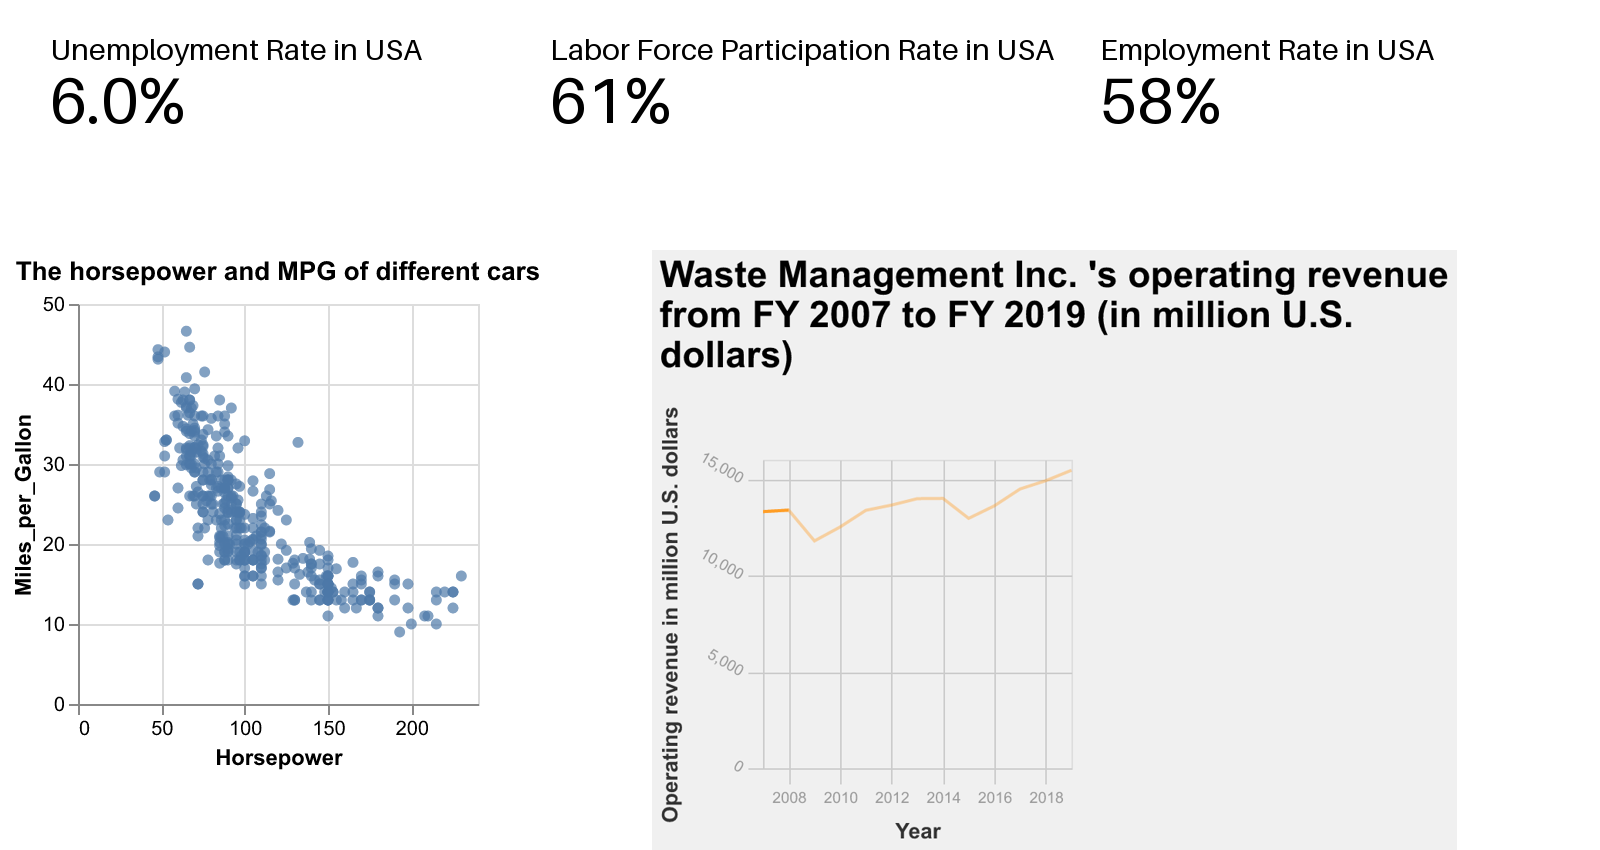 Unemployment Rate in USA
6.0%
Labor Force Participation Rate in USA
61%
Employment Rate in USA
58%
The horsepower and MPG of different cars
Miles_per_Gallon
50
40
30
20
10
0
0 50 100 150 200
Horsepower
Waste Management Inc. 's operating revenue
from FY 2007 to FY 2019 (in million U.S.
dollars)
Operating revenue in million U.S. dollars
15,000
10,000
5,000
0
2008 2010 2012 2014 2016 2018
Year